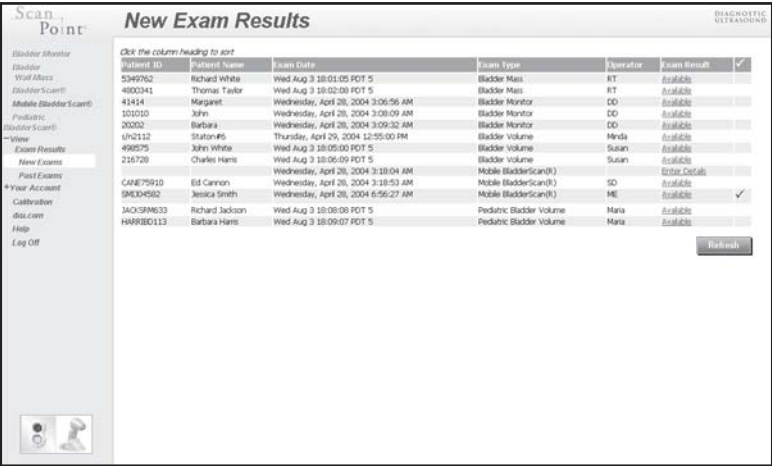 Scan
Point
New Exam Results
DIAGNOSTIC
ULTRASOUND
Bladder Monitor
Bladder
Wall Mass
BladderScan®
Mobile BladderScan®
Pediatric
BladderScan®
−View
Exam Results
New Exams
Past Exams
+Your Account
Calibration
dxu.com
Help
Log Off
Click the column heading to sort
Patient ID Patient Name Exam Date Exam Type Operator Exam Result ✓
5349762 Richard White Wed Aug 3 18:01:05 PDT 5 Bladder Mass RT Available
4800341 Thomas Taylor Wed Aug 3 18:02:08 PDT 5 Bladder Mass RT Available
41414 Margaret Wednesday, April 28, 2004 3:06:56 AM Bladder Monitor DD Available
101010 John Wednesday, April 28, 2004 3:08:09 AM Bladder Monitor DD Available
20202 Barbara Wednesday, April 28, 2004 3:09:32 AM Bladder Monitor DD Available
s/n2112 Staton#6 Thursday, April 29, 2004 12:55:00 PM Bladder Volume Minda Available
498575 John White Wed Aug 3 18:05:00 PDT 5 Bladder Volume Susan Available
216728 Charles Harris Wed Aug 3 18:06:09 PDT 5 Bladder Volume Susan Available
Wednesday, April 28, 2004 3:18:04 AM Mobile BladderScan(R) Enter Details
CANE75910 Ed Cannon Wednesday, April 28, 2004 3:18:53 AM Mobile BladderScan(R) SD Available
SMIJ04582 Jessica Smith Wednesday, April 28, 2004 6:56:27 AM Mobile BladderScan(R) ME Available ✓
JACKSRM633 Richard Jackson Wed Aug 3 18:08:08 PDT 5 Pediatric Bladder Volume Maria Available
HARRIBD113 Barbara Harris Wed Aug 3 18:09:07 PDT 5 Pediatric Bladder Volume Maria Available
Refresh